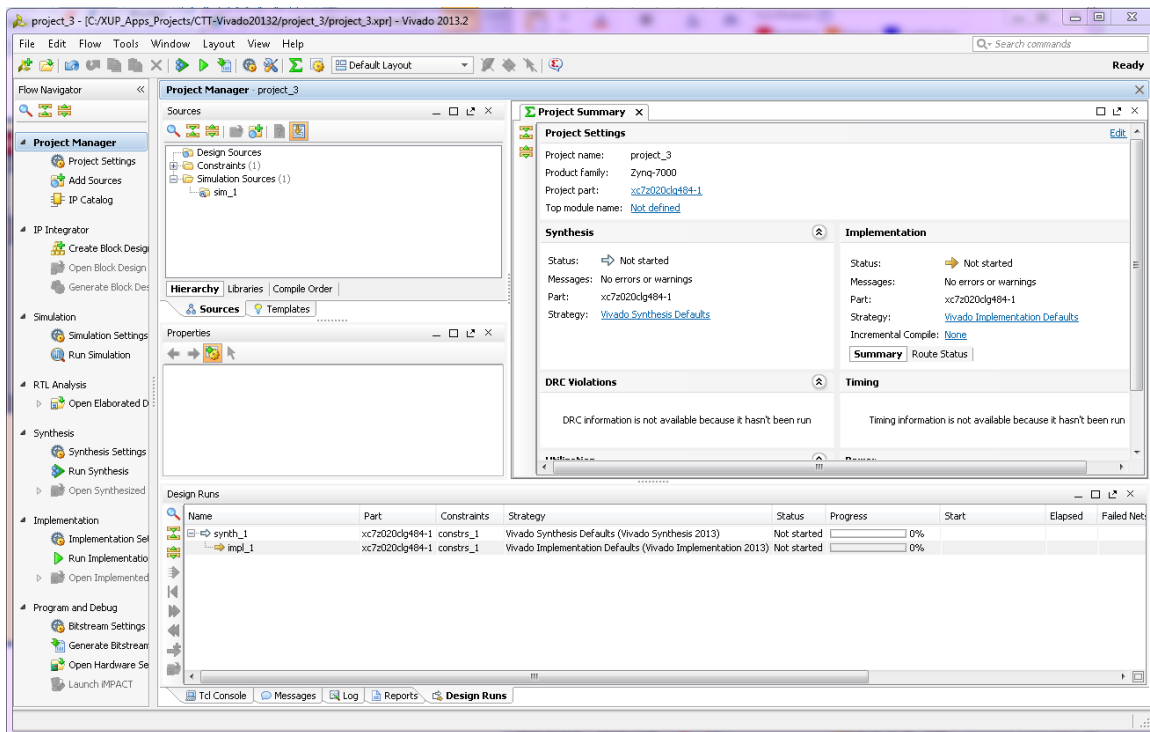 project_3 - [C:/XUP_Apps_Projects/CTT-Vivado20132/project_3/project_3.xpr] - Vivado 2013.2
File Edit Flow Tools Window Layout View Help
Search commands
Default Layout
Ready
Flow Navigator
Project Manager
Project Settings
Add Sources
IP Catalog
IP Integrator
Create Block Desig
Open Block Design
Generate Block Des
Simulation
Simulation Settings
Run Simulation
RTL Analysis
Open Elaborated D
Synthesis
Synthesis Settings
Run Synthesis
Open Synthesized
Implementation
Implementation Set
Run Implementatio
Open Implemented
Program and Debug
Bitstream Settings
Generate Bitstream
Open Hardware Se
Launch iMPACT
Project Manager - project_3
Sources
Design Sources
Constraints (1)
Simulation Sources (1)
sim_1
Hierarchy Libraries Compile Order
Sources Templates
Properties
Project Summary
Project Settings
Edit
Project name: project_3
Product family: Zynq-7000
Project part: xc7z020clg484-1
Top module name: Not defined
Synthesis
Status: Not started
Messages: No errors or warnings
Part: xc7z020clg484-1
Strategy: Vivado Synthesis Defaults
Implementation
Status: Not started
Messages: No errors or warnings
Part: xc7z020clg484-1
Strategy: Vivado Implementation Defaults
Incremental Compile: None
Summary Route Status
DRC Violations
DRC information is not available because it hasn't been run
Timing
Timing information is not available because it hasn't been run
Design Runs
Name Part Constraints Strategy Status Progress Start Elapsed Failed Nets
synth_1 xc7z020clg484-1 constrs_1 Vivado Synthesis Defaults (Vivado Synthesis 2013) Not started 0%
impl_1 xc7z020clg484-1 constrs_1 Vivado Implementation Defaults (Vivado Implementation 2013) Not started 0%
Tcl Console Messages Log Reports Design Runs